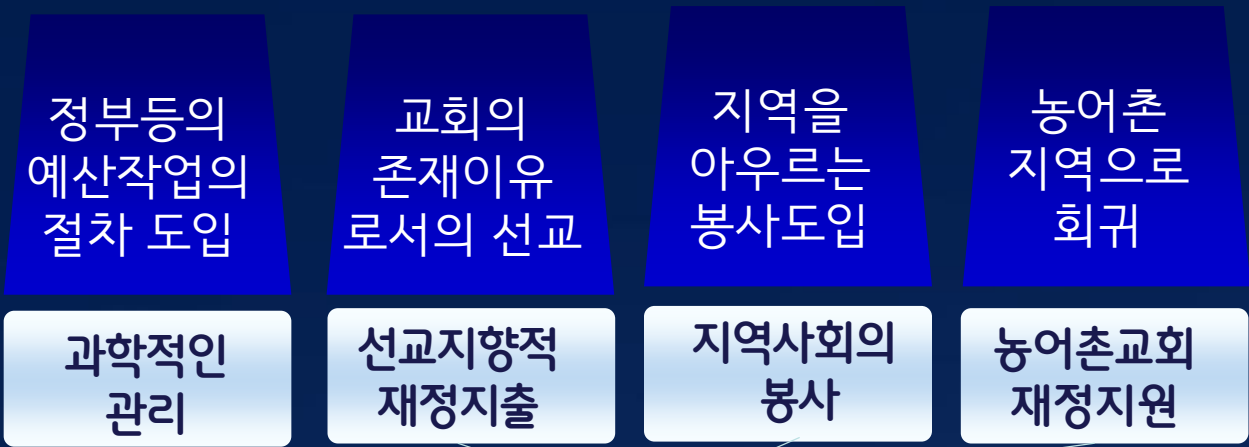 정부등의
예산작업의
절차 도입
교회의
존재이유
로서의 선교
지역을
아우르는
봉사도입
농어촌
지역으로
회귀
과학적인
관리
선교지향적
재정지출
지역사회의
봉사
농어촌교회
재정지원